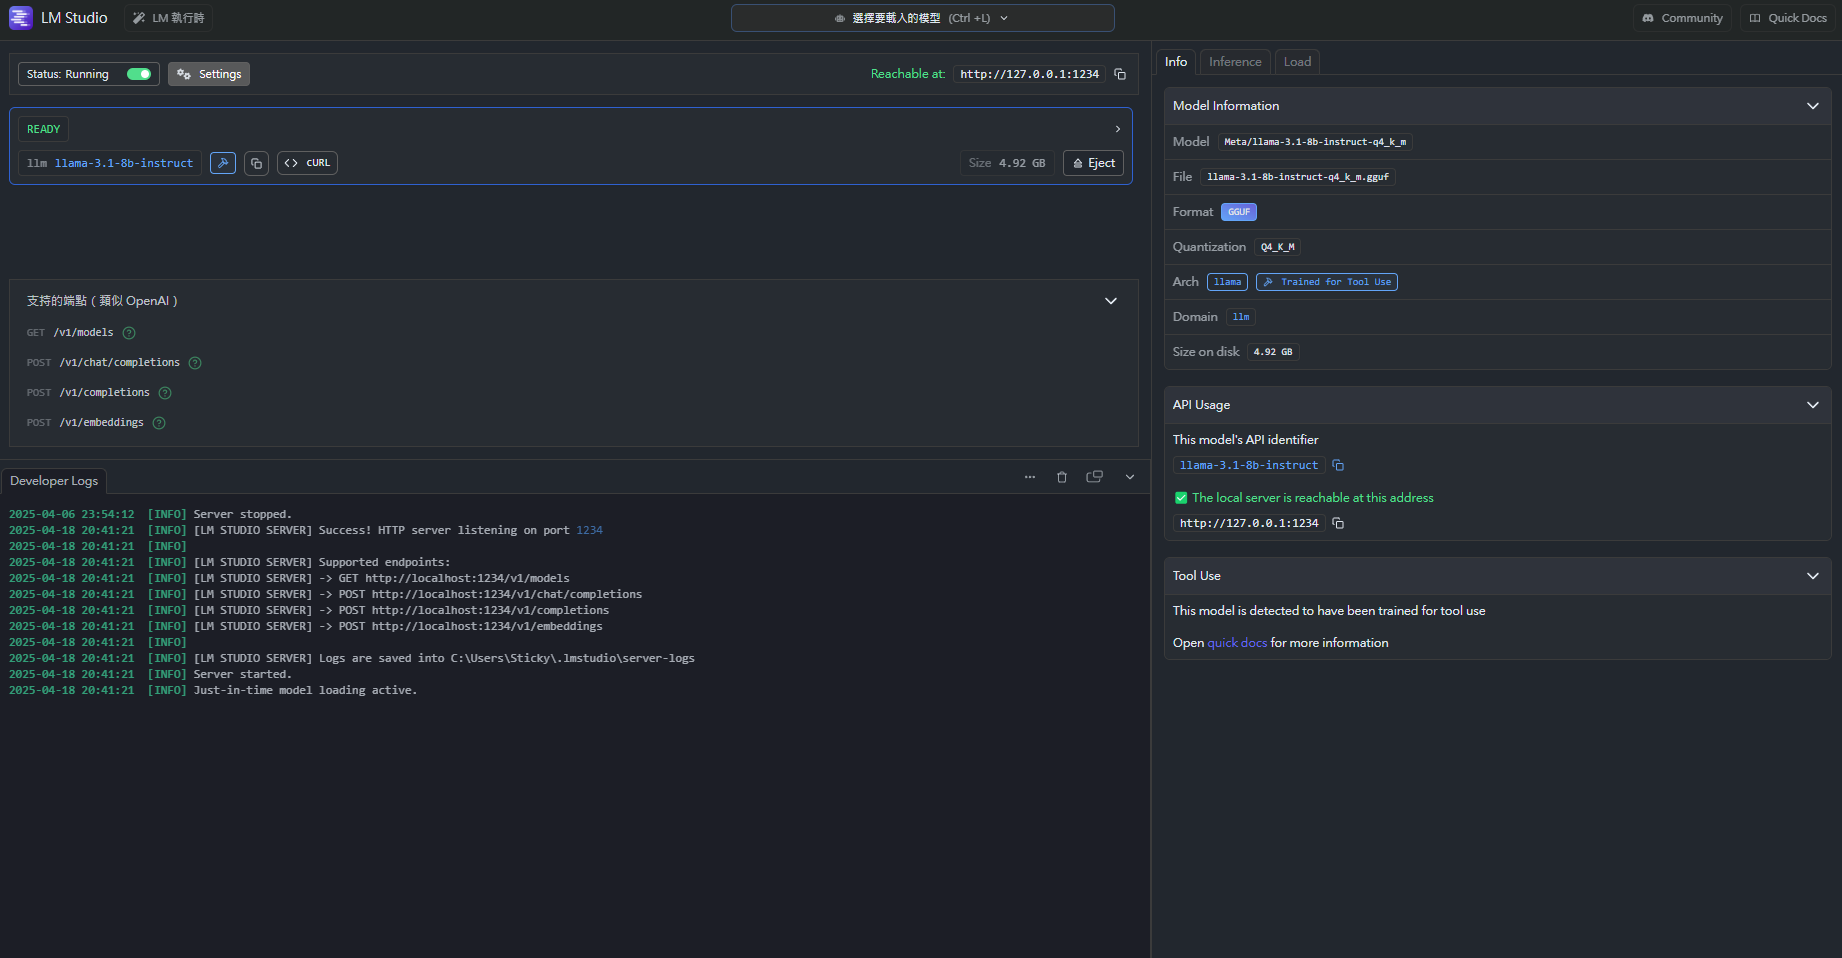 LM Studio
LM 執行時
選擇要載入的模型 (Ctrl +L)
Community
Quick Docs
Status: Running
Settings
Reachable at: http://127.0.0.1:1234
READY
llm llama-3.1-8b-instruct
cURL
Size 4.92 GB
Eject
支持的端點 ( 類似 OpenAI )
GET /v1/models
POST /v1/chat/completions
POST /v1/completions
POST /v1/embeddings
Developer Logs
2025-04-06 23:54:12 [INFO] Server stopped.
2025-04-18 20:41:21 [INFO] [LM STUDIO SERVER] Success! HTTP server listening on port 1234
2025-04-18 20:41:21 [INFO]
2025-04-18 20:41:21 [INFO] [LM STUDIO SERVER] Supported endpoints:
2025-04-18 20:41:21 [INFO] [LM STUDIO SERVER] -> GET http://localhost:1234/v1/models
2025-04-18 20:41:21 [INFO] [LM STUDIO SERVER] -> POST http://localhost:1234/v1/chat/completions
2025-04-18 20:41:21 [INFO] [LM STUDIO SERVER] -> POST http://localhost:1234/v1/completions
2025-04-18 20:41:21 [INFO] [LM STUDIO SERVER] -> POST http://localhost:1234/v1/embeddings
2025-04-18 20:41:21 [INFO]
2025-04-18 20:41:21 [INFO] [LM STUDIO SERVER] Logs are saved into C:\Users\Sticky\.lmstudio\server-logs
2025-04-18 20:41:21 [INFO] Server started.
2025-04-18 20:41:21 [INFO] Just-in-time model loading active.
Info
Inference
Load
Model Information
Model Meta/llama-3.1-8b-instruct-q4_k_m
File llama-3.1-8b-instruct-q4_k_m.gguf
Format GGUF
Quantization Q4_K_M
Arch llama Trained for Tool Use
Domain llm
Size on disk 4.92 GB
API Usage
This model's API identifier
llama-3.1-8b-instruct
The local server is reachable at this address
http://127.0.0.1:1234
Tool Use
This model is detected to have been trained for tool use
Open quick docs for more information